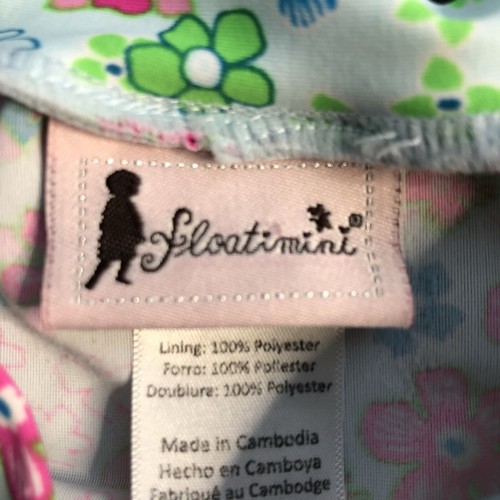 Floatimini®
Lining: 100% Polyester
Forro: 100% Poliester
Doublure: 100% Polyester
Made in Cambodia
Hecho en Camboya
Fabriqué au Cambodge